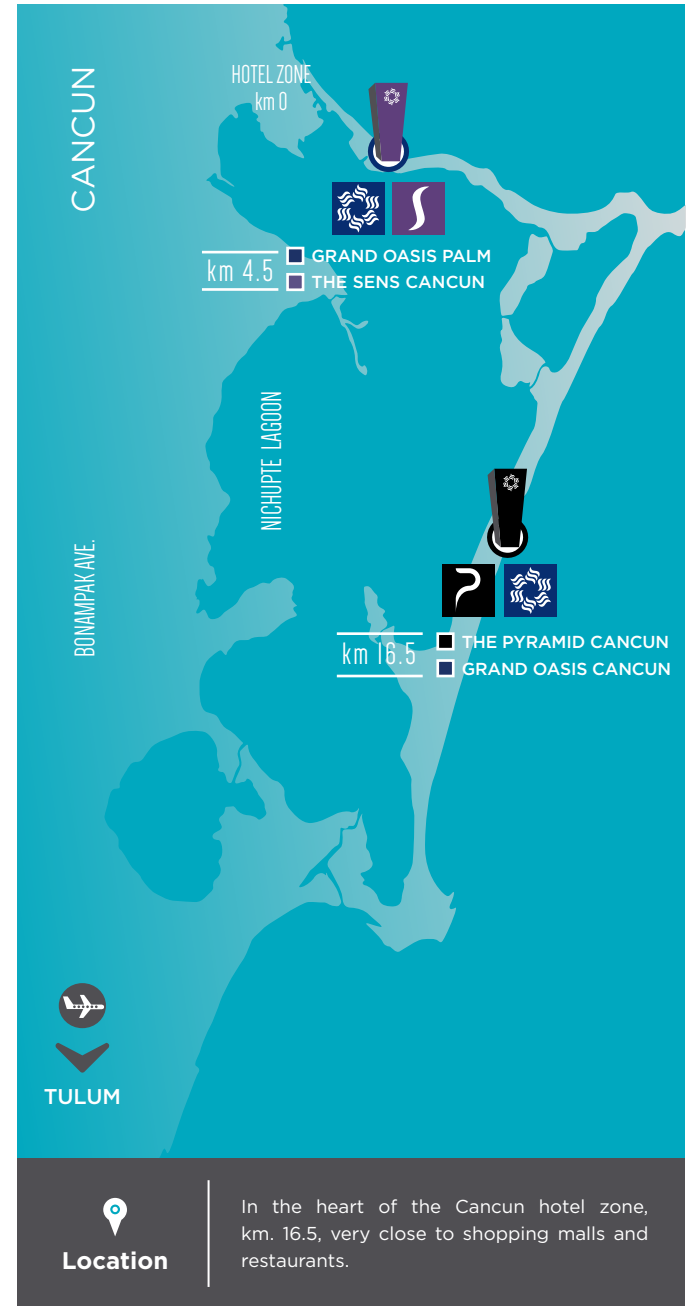 CANCUN
HOTEL ZONE
km 0
km 4.5
GRAND OASIS PALM
THE SENS CANCUN
NICHUPTE LAGOON
BONAMPAK AVE.
km 16.5
THE PYRAMID CANCUN
GRAND OASIS CANCUN
TULUM
Location
In the heart of the Cancun hotel zone,
km. 16.5, very close to shopping malls and
restaurants.